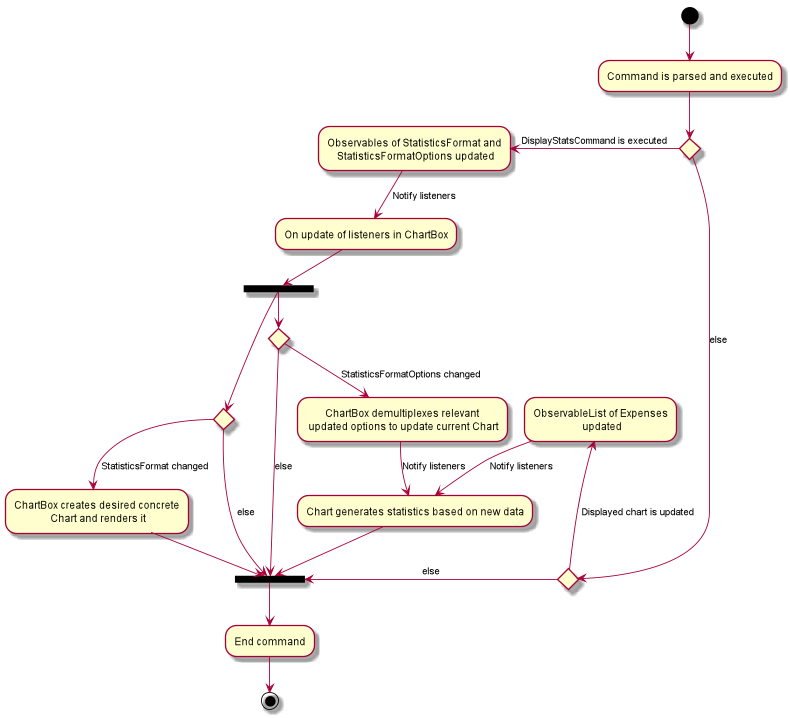 Command is parsed and executed
DisplayStatsCommand is executed
Observables of StatisticsFormat and
StatisticsFormatOptions updated
Notify listeners
On update of listeners in ChartBox
else
StatisticsFormatOptions changed
ChartBox demultiplexes relevant
updated options to update current Chart
ObservableList of Expenses
updated
StatisticsFormat changed
else
Notify listeners
Notify listeners
ChartBox creates desired concrete
Chart and renders it
else
Chart generates statistics based on new data
Displayed chart is updated
else
End command